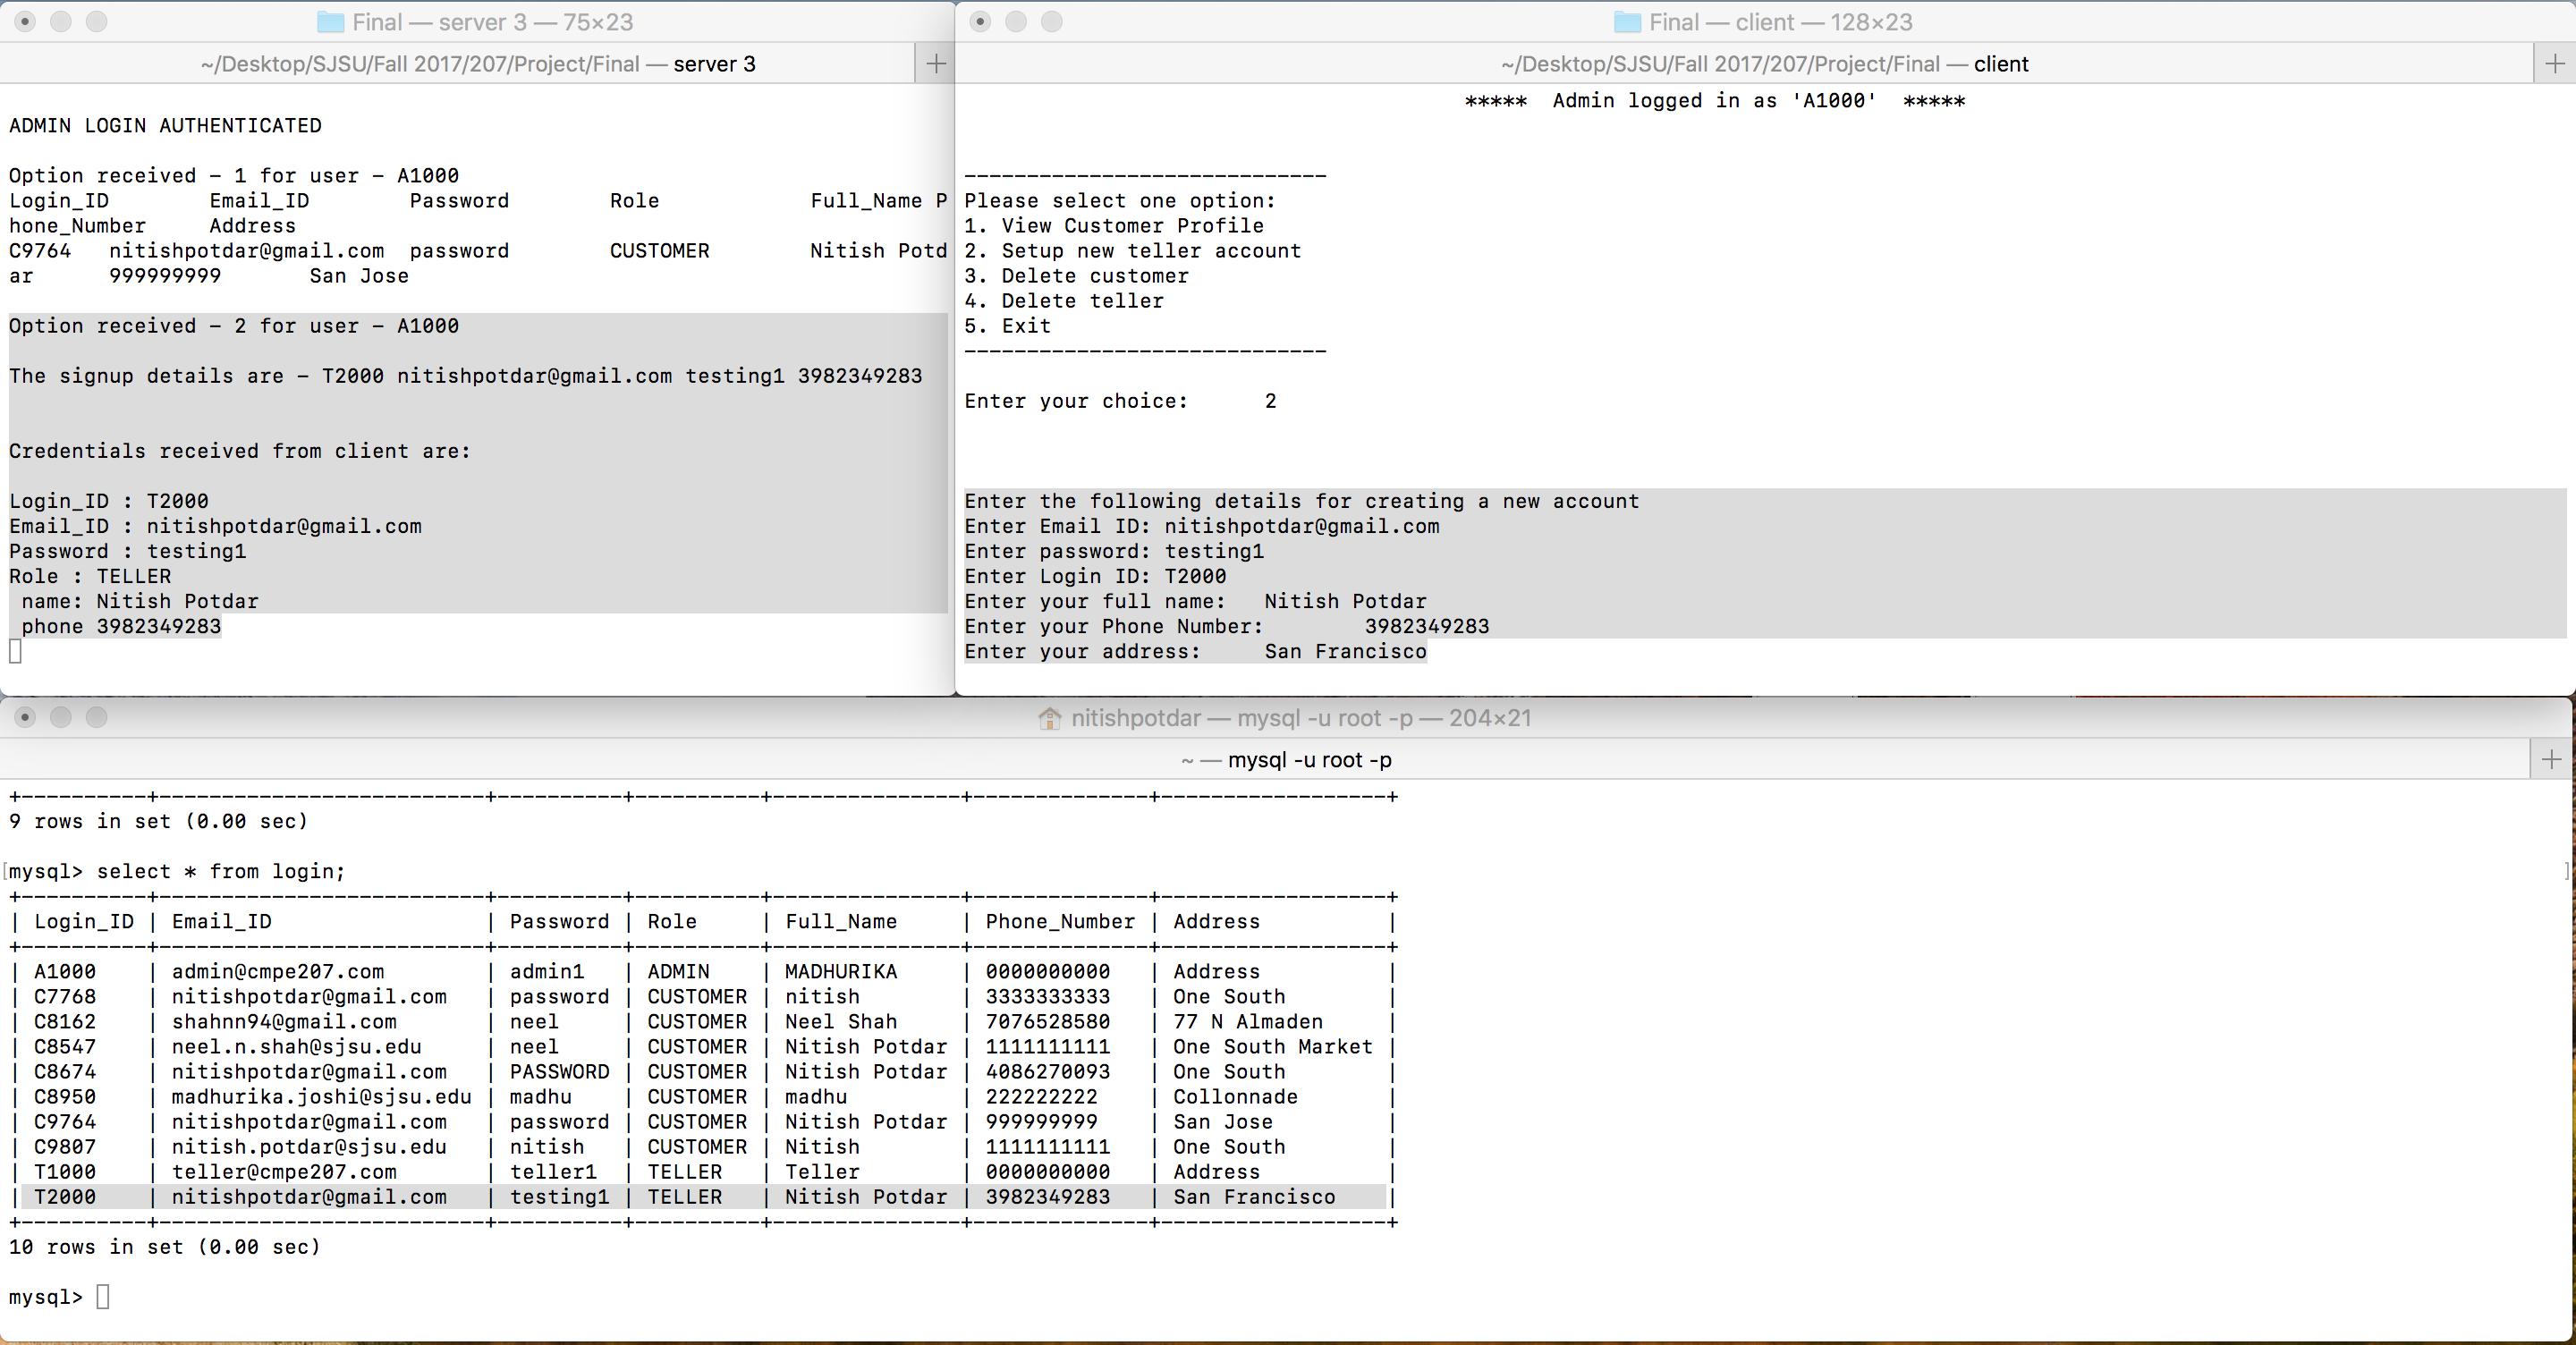 Final — server 3 — 75×23
~/Desktop/SJSU/Fall 2017/207/Project/Final — server 3
ADMIN LOGIN AUTHENTICATED
Option received - 1 for user - A1000
Login_ID Email_ID Password Role Full_Name P
hone_Number Address
C9764 nitishpotdar@gmail.com password CUSTOMER Nitish Potd
ar 999999999 San Jose
Option received - 2 for user - A1000
The signup details are - T2000 nitishpotdar@gmail.com testing1 3982349283
Credentials received from client are:
Login_ID : T2000
Email_ID : nitishpotdar@gmail.com
Password : testing1
Role : TELLER
name: Nitish Potdar
phone 3982349283
Final — client — 128×23
~/Desktop/SJSU/Fall 2017/207/Project/Final — client
***** Admin logged in as 'A1000' *****
-----------------------------
Please select one option:
1. View Customer Profile
2. Setup new teller account
3. Delete customer
4. Delete teller
5. Exit
-----------------------------
Enter your choice: 2
Enter the following details for creating a new account
Enter Email ID: nitishpotdar@gmail.com
Enter password: testing1
Enter Login ID: T2000
Enter your full name: Nitish Potdar
Enter your Phone Number: 3982349283
Enter your address: San Francisco
nitishpotdar — mysql -u root -p — 204×21
~ — mysql -u root -p
+----------+--------------------------+----------+----------+---------------+--------------+------------------+
9 rows in set (0.00 sec)
[mysql> select * from login; ]
+----------+--------------------------+----------+----------+---------------+--------------+------------------+
| Login_ID | Email_ID | Password | Role | Full_Name | Phone_Number | Address |
+----------+--------------------------+----------+----------+---------------+--------------+------------------+
| A1000 | admin@cmpe207.com | admin1 | ADMIN | MADHURIKA | 0000000000 | Address |
| C7768 | nitishpotdar@gmail.com | password | CUSTOMER | nitish | 3333333333 | One South |
| C8162 | shahnn94@gmail.com | neel | CUSTOMER | Neel Shah | 7076528580 | 77 N Almaden |
| C8547 | neel.n.shah@sjsu.edu | neel | CUSTOMER | Nitish Potdar | 1111111111 | One South Market |
| C8674 | nitishpotdar@gmail.com | PASSWORD | CUSTOMER | Nitish Potdar | 4086270093 | One South |
| C8950 | madhurika.joshi@sjsu.edu | madhu | CUSTOMER | madhu | 222222222 | Collonnade |
| C9764 | nitishpotdar@gmail.com | password | CUSTOMER | Nitish Potdar | 999999999 | San Jose |
| C9807 | nitish.potdar@sjsu.edu | nitish | CUSTOMER | Nitish | 1111111111 | One South |
| T1000 | teller@cmpe207.com | teller1 | TELLER | Teller | 0000000000 | Address |
| T2000 | nitishpotdar@gmail.com | testing1 | TELLER | Nitish Potdar | 3982349283 | San Francisco |
+----------+--------------------------+----------+----------+---------------+--------------+------------------+
10 rows in set (0.00 sec)
mysql>